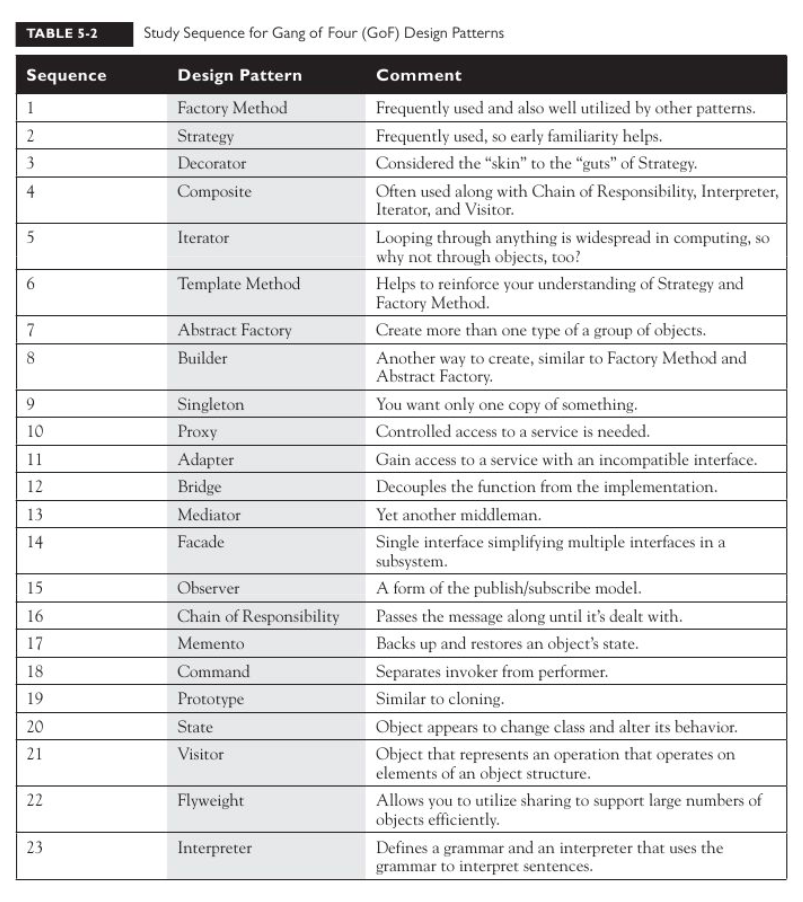 TABLE 5-2 Study Sequence for Gang of Four (GoF) Design Patterns
Sequence Design Pattern Comment
1 Factory Method Frequently used and also well utilized by other patterns.
2 Strategy Frequently used, so early familiarity helps.
3 Decorator Considered the “skin” to the “guts” of Strategy.
4 Composite Often used along with Chain of Responsibility, Interpreter,
Iterator, and Visitor.
5 Iterator Looping through anything is widespread in computing, so
why not through objects, too?
6 Template Method Helps to reinforce your understanding of Strategy and
Factory Method.
7 Abstract Factory Create more than one type of a group of objects.
8 Builder Another way to create, similar to Factory Method and
Abstract Factory.
9 Singleton You want only one copy of something.
10 Proxy Controlled access to a service is needed.
11 Adapter Gain access to a service with an incompatible interface.
12 Bridge Decouples the function from the implementation.
13 Mediator Yet another middleman.
14 Facade Single interface simplifying multiple interfaces in a
subsystem.
15 Observer A form of the publish/subscribe model.
16 Chain of Responsibility Passes the message along until it’s dealt with.
17 Memento Backs up and restores an object’s state.
18 Command Separates invoker from performer.
19 Prototype Similar to cloning.
20 State Object appears to change class and alter its behavior.
21 Visitor Object that represents an operation that operates on
elements of an object structure.
22 Flyweight Allows you to utilize sharing to support large numbers of
objects efficiently.
23 Interpreter Defines a grammar and an interpreter that uses the
grammar to interpret sentences.